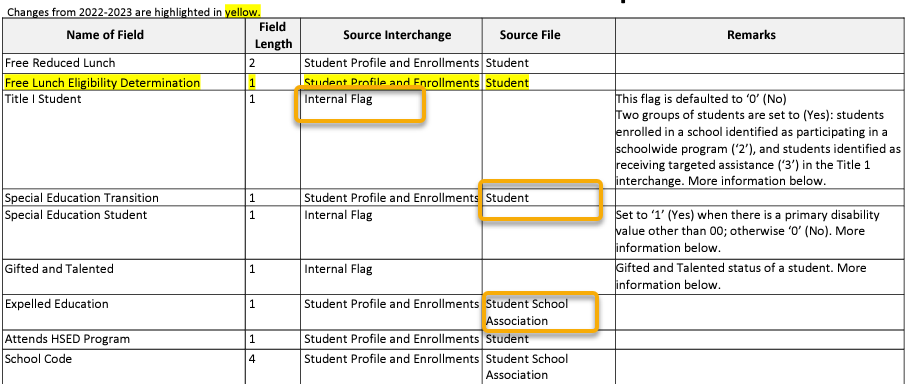 Changes from 2022-2023 are highlighted in yellow.
Name of Field
Field
Length
Source Interchange
Source File
Remarks
Free Reduced Lunch
2
Student Profile and Enrollments
Student
Free Lunch Eligibility Determination
1
Student Profile and Enrollments
Student
Title I Student
1
Internal Flag
This flag is defaulted to ‘0’ (No)
Two groups of students are set to (Yes): students
enrolled in a school identified as participating in a
schoolwide program (‘2’), and students identified as
receiving targeted assistance (‘3’) in the Title 1
interchange. More information below.
Special Education Transition
1
Student Profile and Enrollments
Student
Special Education Student
1
Internal Flag
Set to ‘1’ (Yes) when there is a primary disability
value other than 00; otherwise ‘0’ (No). More
information below.
Gifted and Talented
1
Internal Flag
Gifted and Talented status of a student. More
information below.
Expelled Education
1
Student Profile and Enrollments
Student School
Association
Attends HSED Program
1
Student Profile and Enrollments
Student
School Code
4
Student Profile and Enrollments
Student School
Association